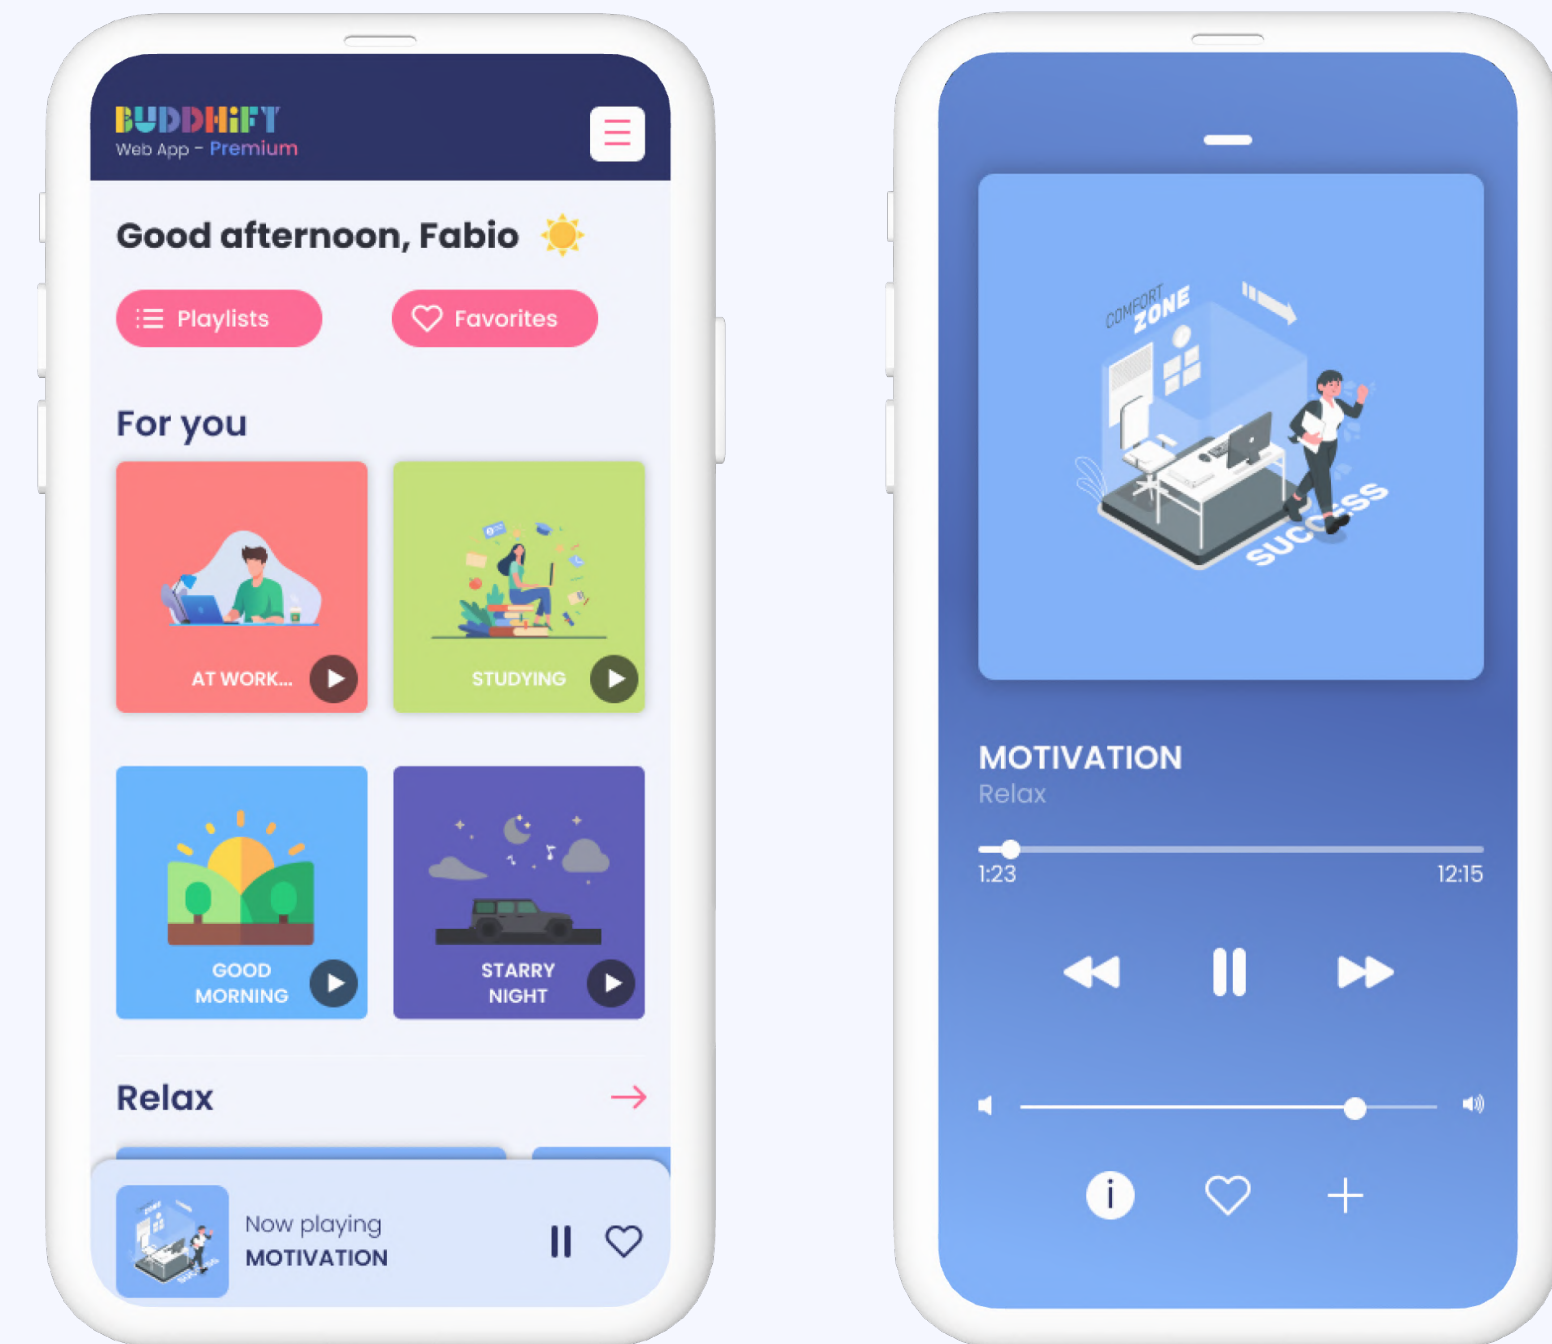 BUDDHiFT
Web App - Premium
Good afternoon, Fabio
Playlists
Favorites
For you
AT WORK...
STUDYING
GOOD
MORNING
STARRY
NIGHT
Relax
Now playing
MOTIVATION
COMFORT
ZONE
SUCCESS
MOTIVATION
Relax
1:23
12:15